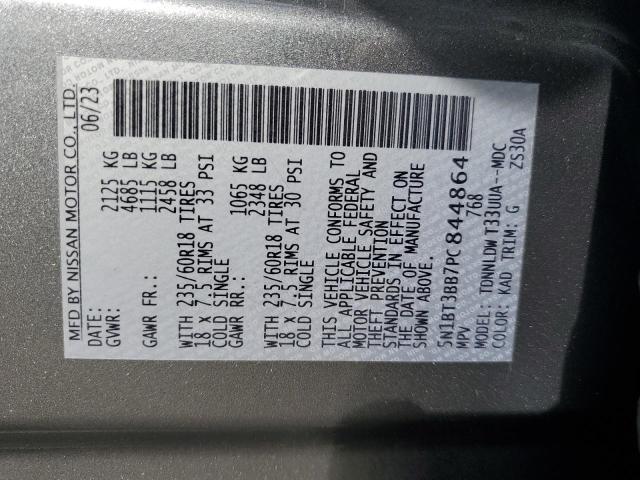 MFD BY NISSAN MOTOR CO., LTD.
DATE: 06/23
GVWR: 2125 KG
4685 LB
GAWR FR.: 1115 KG
2458 LB
WITH 235/60R18 TIRES
18 X 7.5 RIMS AT 33 PSI
COLD SINGLE
GAWR RR.: 1065 KG
2348 LB
WITH 235/60R18 TIRES
18 X 7.5 RIMS AT 30 PSI
COLD SINGLE
THIS VEHICLE CONFORMS TO
ALL APPLICABLE FEDERAL
MOTOR VEHICLE SAFETY AND
THEFT PREVENTION
STANDARDS IN EFFECT ON
THE DATE OF MANUFACTURE
SHOWN ABOVE.
5N1BT3BB7PC844864
MPV 768
MODEL: TDNNLDW T33UUA--MDC
COLOR: KAD TRIM: G ZS30A